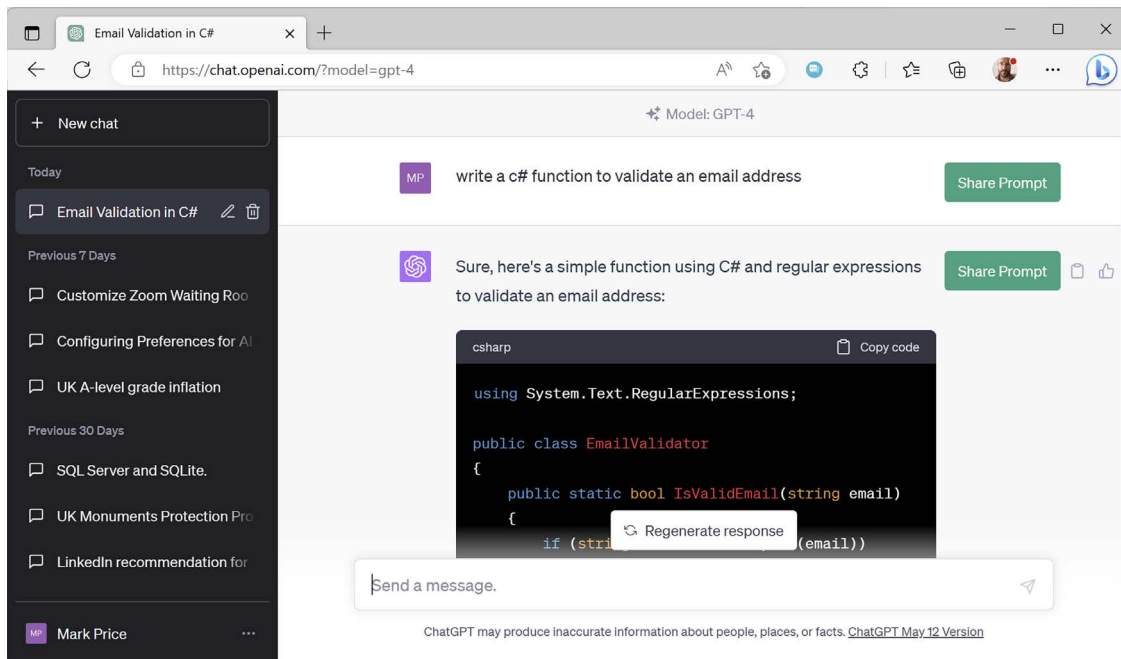 Email Validation in C#
https://chat.openai.com/?model=gpt-4
New chat
Today
Email Validation in C#
Previous 7 Days
Customize Zoom Waiting Roo
Configuring Preferences for AI
UK A-level grade inflation
Previous 30 Days
SQL Server and SQLite.
UK Monuments Protection Pro
LinkedIn recommendation for
MP
Mark Price
Model: GPT-4
MP
write a c# function to validate an email address
Share Prompt
Sure, here's a simple function using C# and regular expressions
to validate an email address:
Share Prompt
csharp
Copy code
using System.Text.RegularExpressions;
public class EmailValidator
{
public static bool IsValidEmail(string email)
{
if (stri
(email))
Regenerate response
Send a message.
ChatGPT may produce inaccurate information about people, places, or facts. ChatGPT May 12 Version